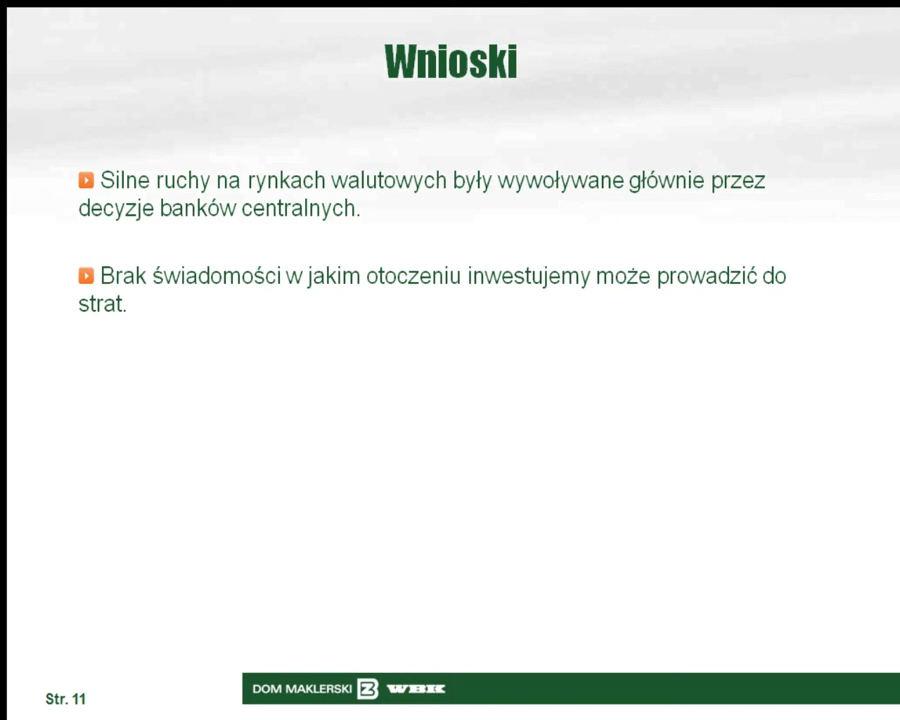 Wnioski
Silne ruchy na rynkach walutowych były wywoływane głównie przez
decyzje banków centralnych.
Brak świadomości w jakim otoczeniu inwestujemy może prowadzić do
strat.
Str. 11
DOM MAKLERSKI Z WBK